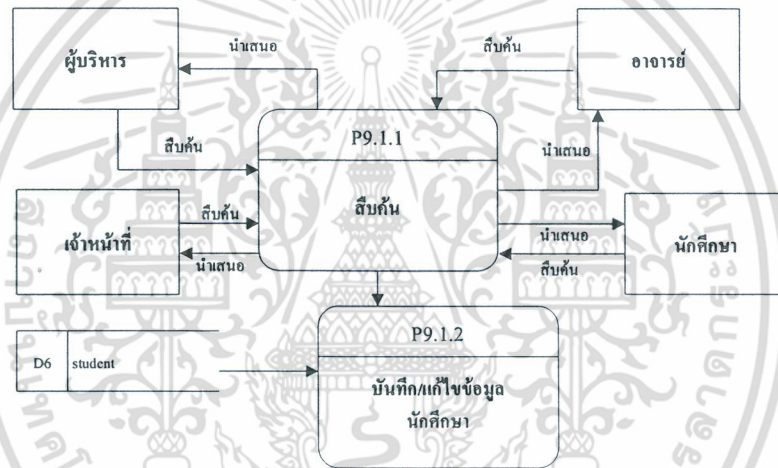 ผู้บริหาร
นำเสนอ
สืบค้น
อาจารย์
P9.1.1
สืบค้น
สืบค้น
นำเสนอ
เจ้าหน้าที่
สืบค้น
นำเสนอ
นำเสนอ
สืบค้น
นักศึกษา
D6 student
P9.1.2
บันทึก/แก้ไขข้อมูล
นักศึกษา